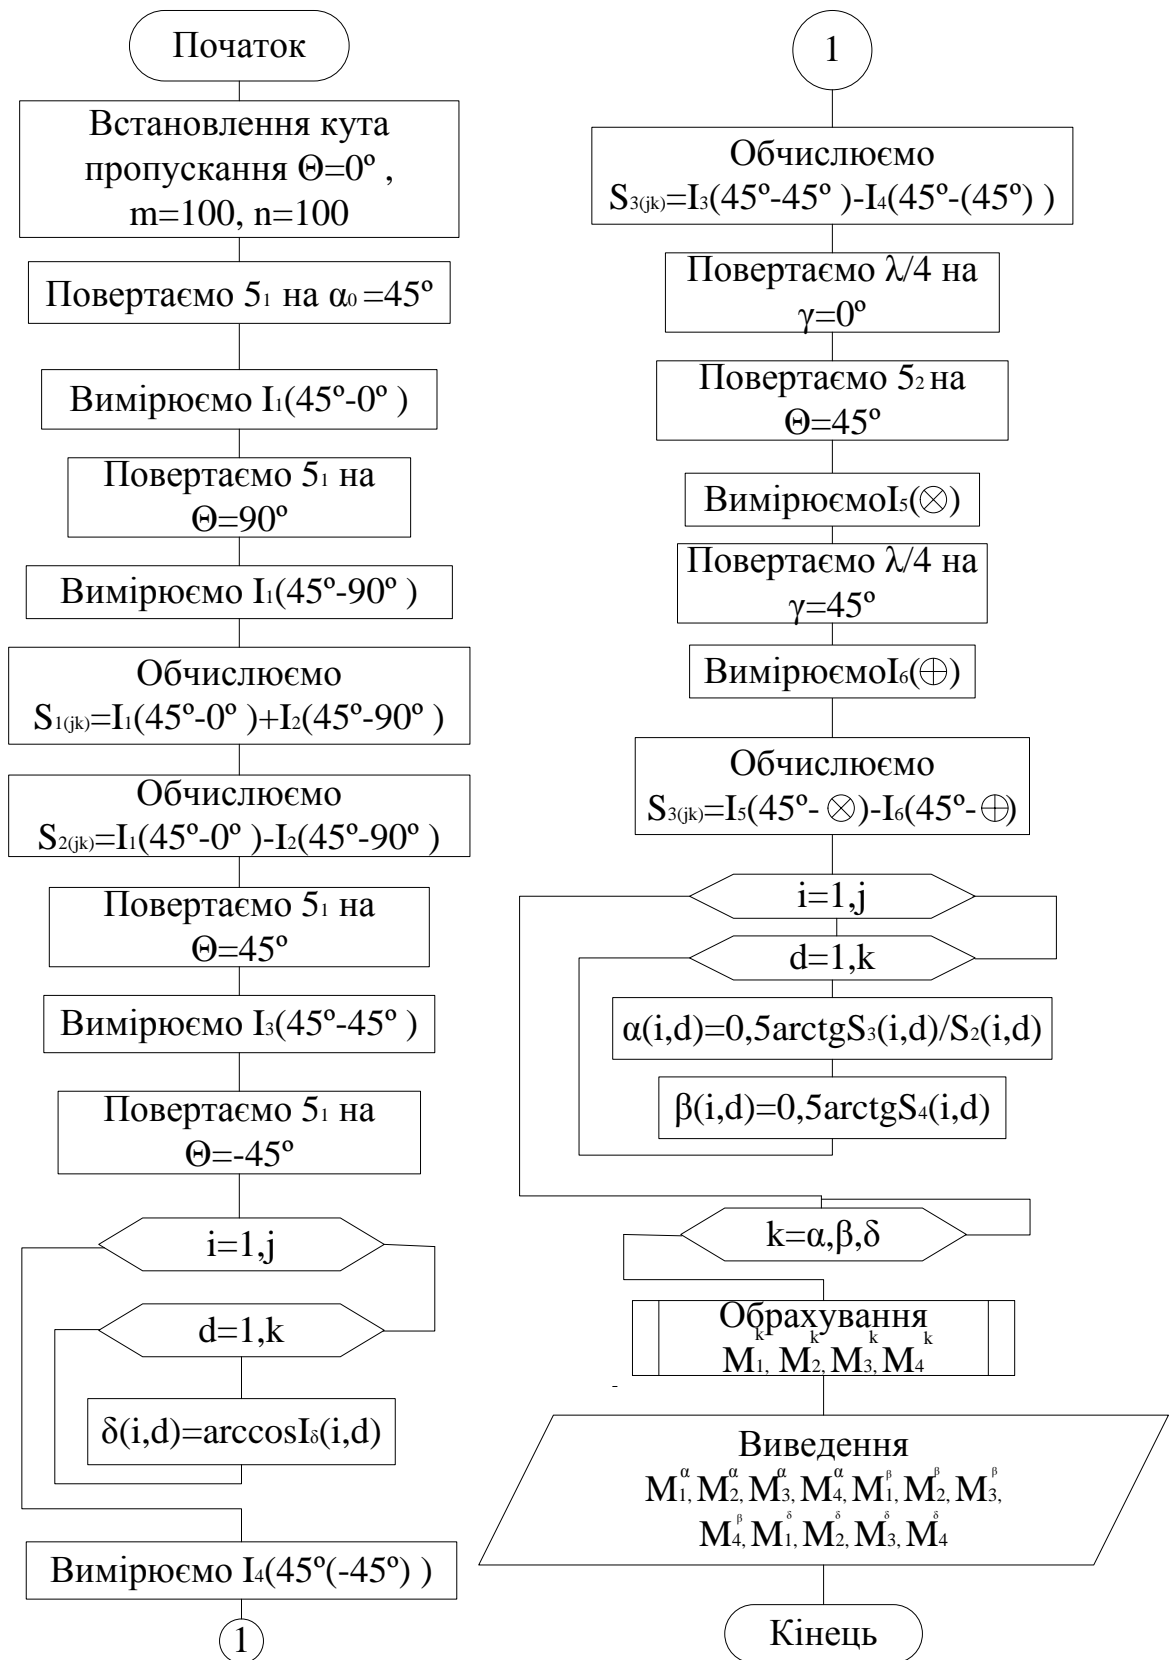 Початок
Встановлення кута
пропускання Θ=0º ,
m=100, n=100
Повертаємо 5₁ на α₀ =45º
Вимірюємо I₁(45º-0º )
Повертаємо 5₁ на
Θ=90º
Вимірюємо I₁(45º-90º )
Обчислюємо
S₁₍jk₎=I₁(45º-0º )+I₂(45º-90º )
Обчислюємо
S₂₍jk₎=I₁(45º-0º )-I₂(45º-90º )
Повертаємо 5₁ на
Θ=45º
Вимірюємо I₃(45º-45º )
Повертаємо 5₁ на
Θ=-45º
i=1,j
d=1,k
δ(i,d)=arccosIδ(i,d)
Вимірюємо I₄(45º(-45º) )
1
1
Обчислюємо
S₃₍jk₎=I₃(45º-45º )-I₄(45º-(45º) )
Повертаємо λ/4 на
γ=0º
Повертаємо 5₂ на
Θ=45º
ВимірюємоI₅(⊗)
Повертаємо λ/4 на
γ=45º
ВимірюємоI₆(⊕)
Обчислюємо
S₃₍jk₎=I₅(45º- ⊗)-I₆(45º-⊕)
i=1,j
d=1,k
α(i,d)=0,5arctgS₃(i,d)/S₂(i,d)
β(i,d)=0,5arctgS₄(i,d)
k=α,β,δ
Обрахування
M₁ᵏ, M₂ᵏ, M₃ᵏ, M₄ᵏ
Виведення
M₁^α, M₂^α, M₃^α, M₄^α, M₁^β, M₂^β, M₃^β,
M₄^β, M₁^δ, M₂^δ, M₃^δ, M₄^δ
Кінець